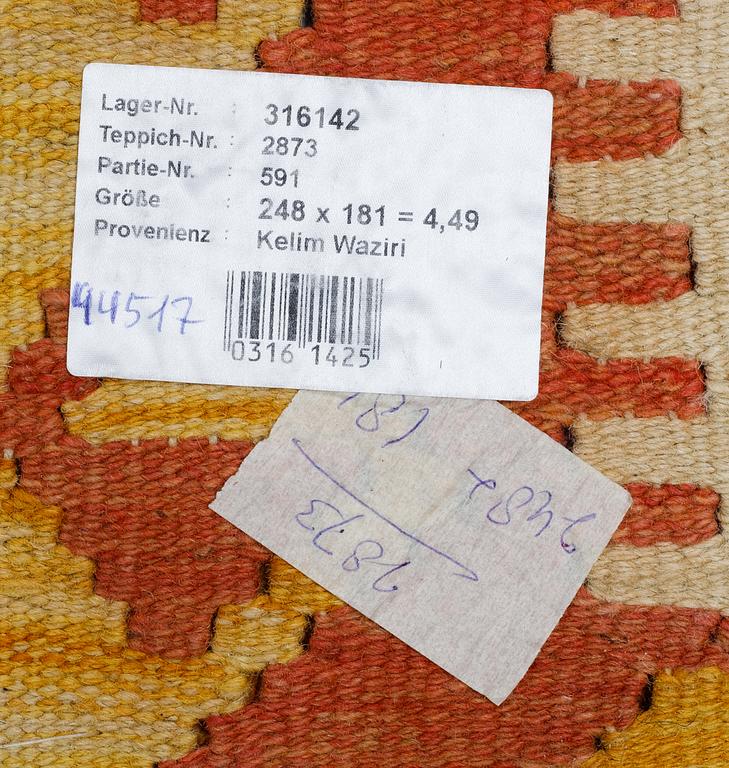 Lager-Nr. : 316142
Teppich-Nr. : 2873
Partie-Nr. : 591
Größe : 248 x 181 = 4,49
Provenienz : Kelim Waziri
44517
0316 1425
2873
248x
181